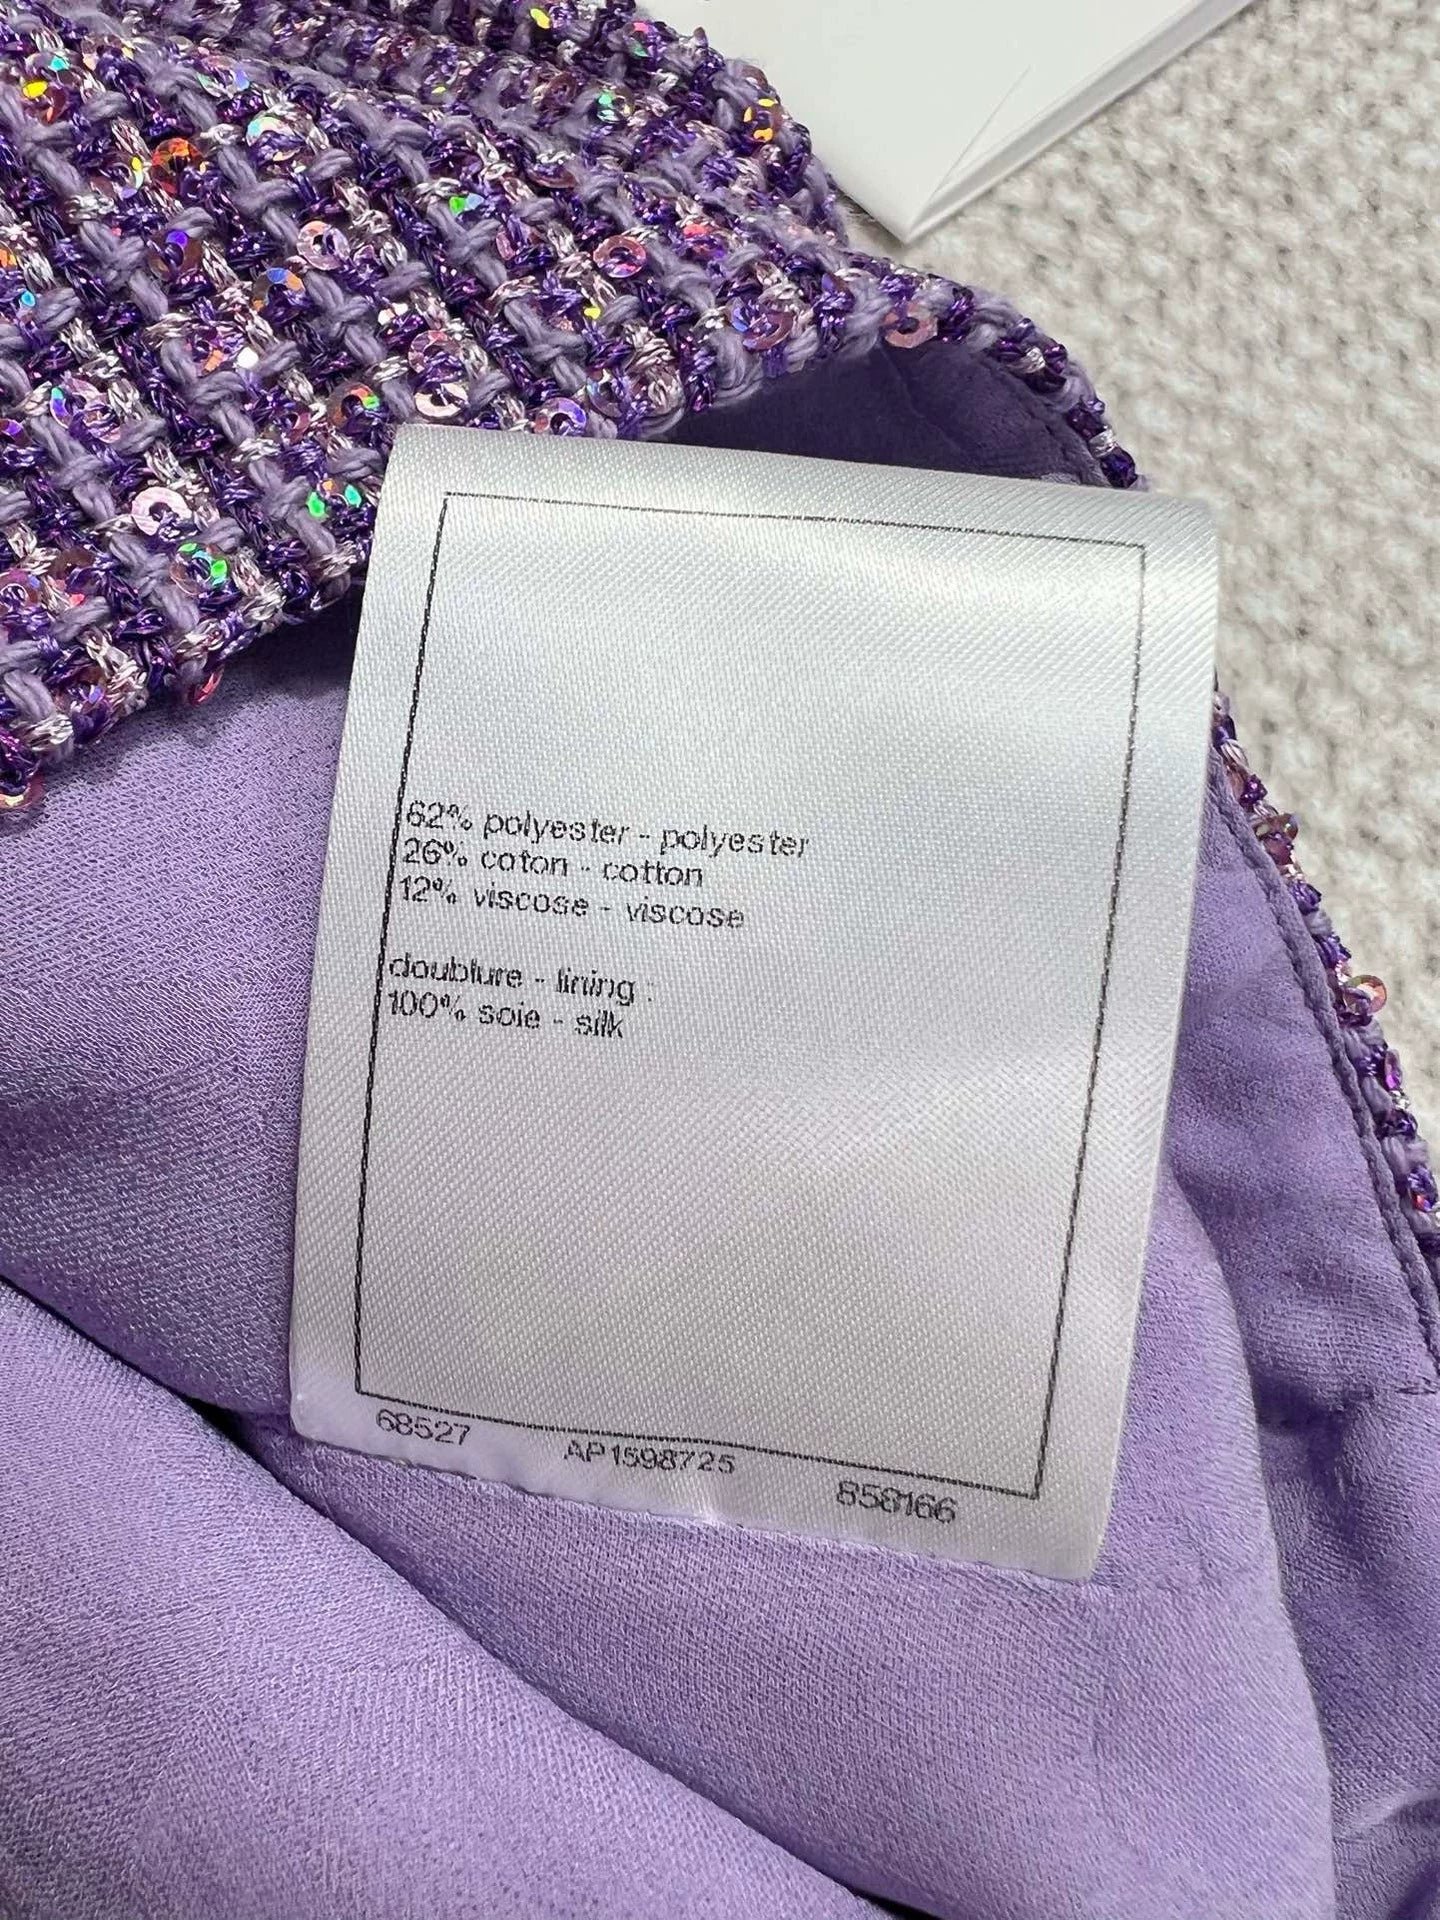 62% polyester - polyester
26% coton - cotton
12% viscose - viscose
doublure - lining :
100% soie - silk
68527 AP1598725 858166